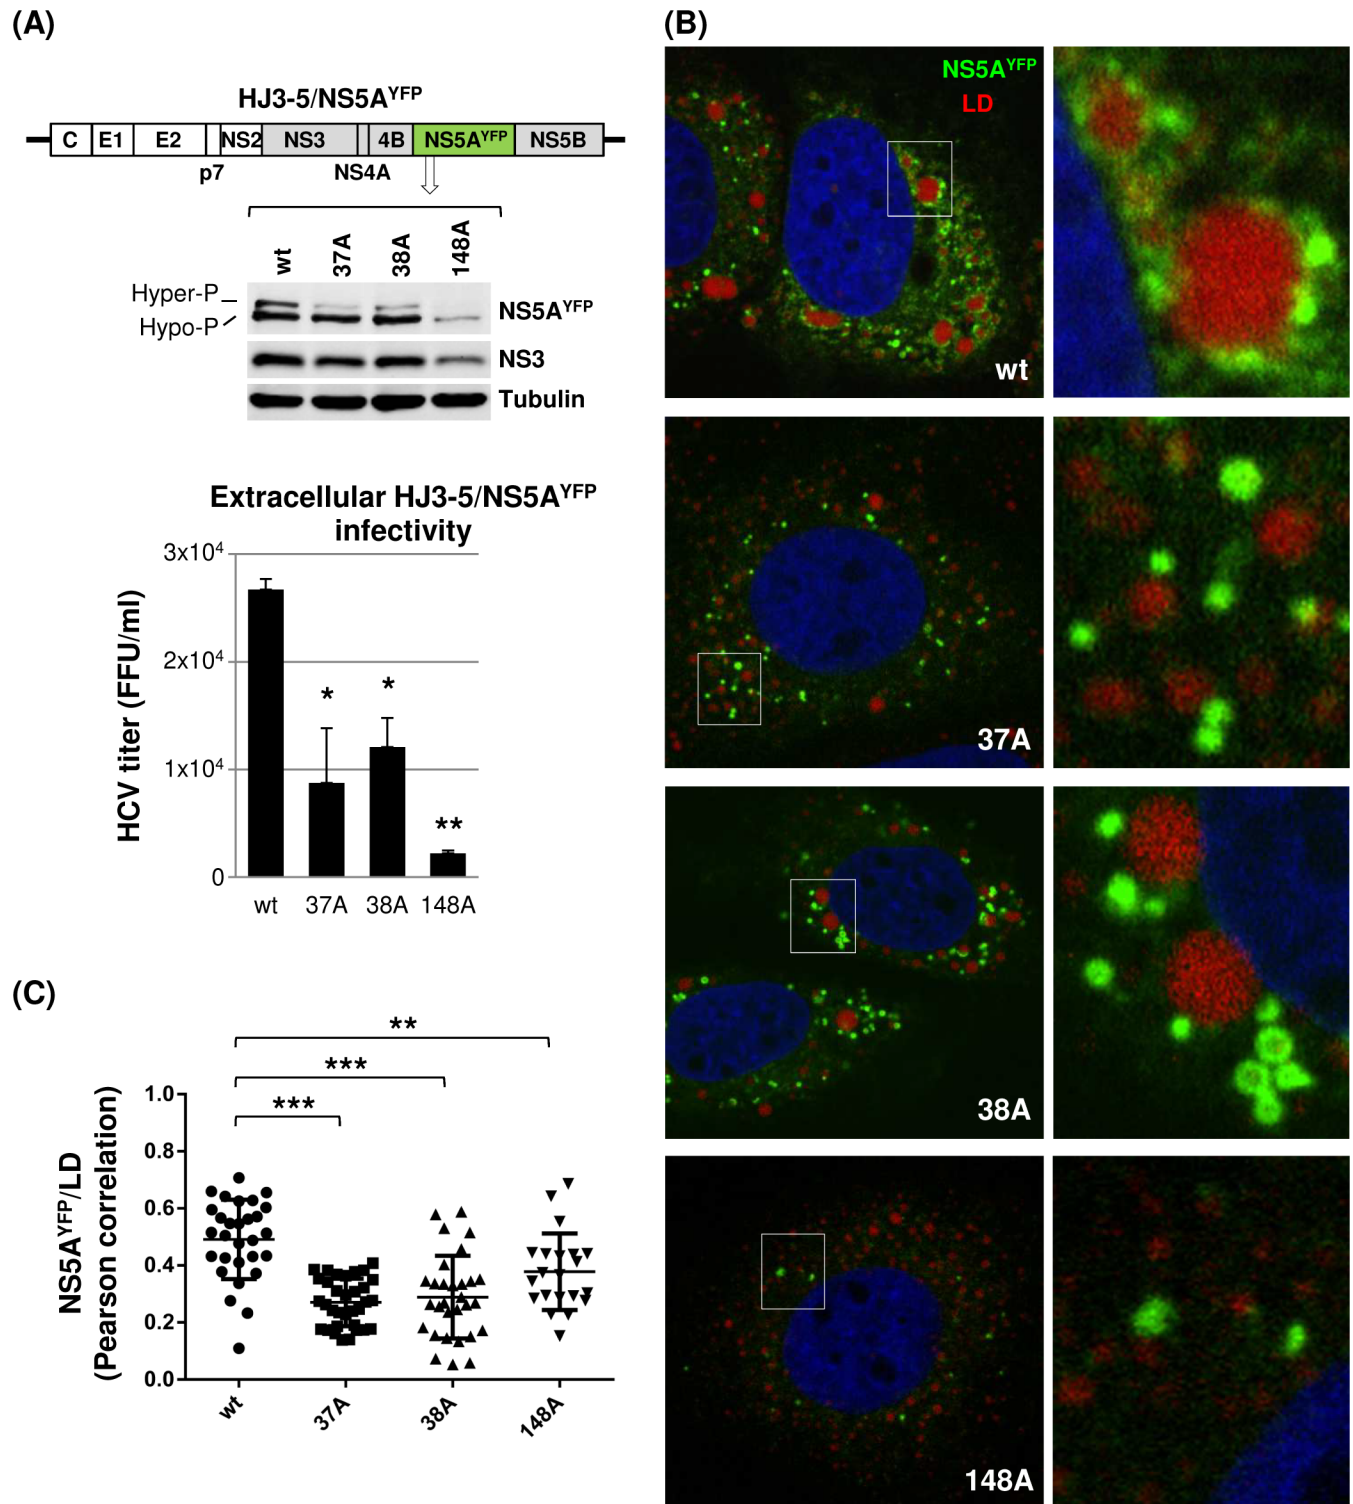 (A)
HJ3-5/NS5A^YFP
C E1 E2 NS2 NS3 4B NS5A^YFP NS5B
p7 NS4A
wt 37A 38A 148A
Hyper-P
Hypo-P
NS5A^YFP
NS3
Tubulin
Extracellular HJ3-5/NS5A^YFP
infectivity
HCV titer (FFU/ml)
3x10^4
2x10^4
1x10^4
0
* * **
wt 37A 38A 148A
(B)
NS5A^YFP
LD
wt
37A
38A
148A
(C)
NS5A^YFP/LD
(Pearson correlation)
**
***
***
1.0
0.8
0.6
0.4
0.2
0.0
wt 37A 38A 148A